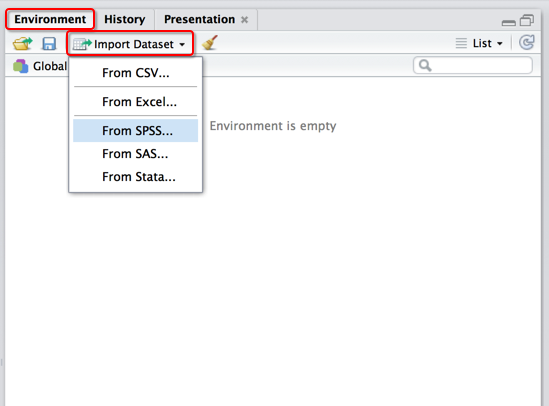 Environment History Presentation
Import Dataset List
Global
From CSV...
From Excel...
From SPSS...
Environment is empty
From SAS...
From Stata...